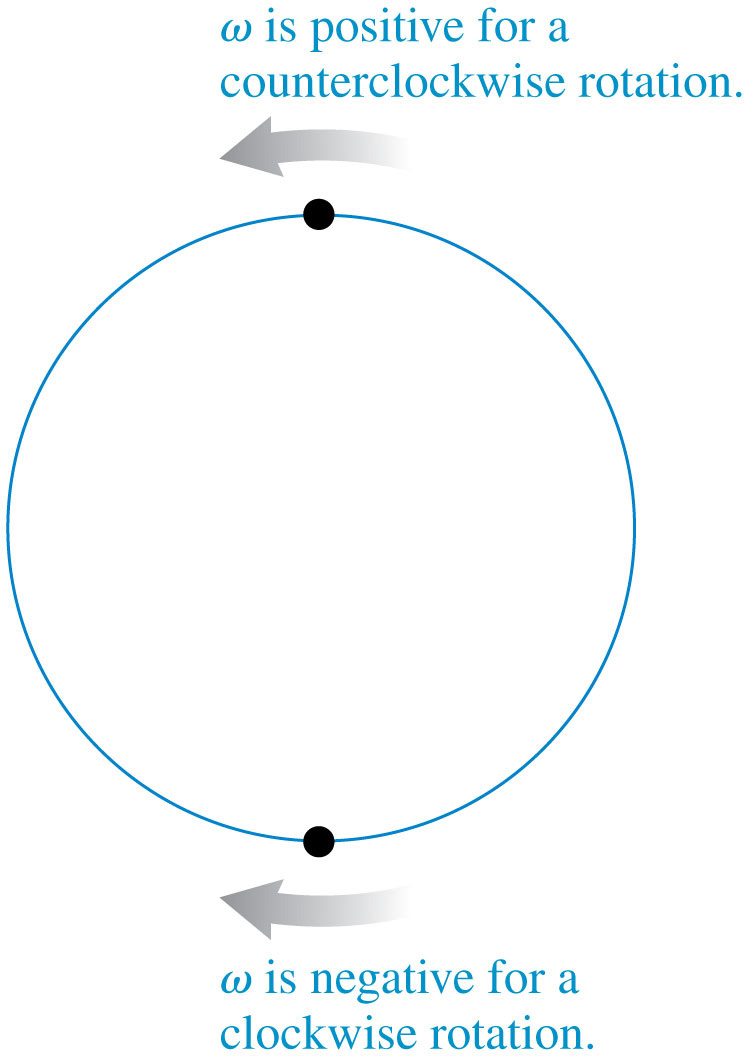 ω is positive for a
counterclockwise rotation.
ω is negative for a
clockwise rotation.